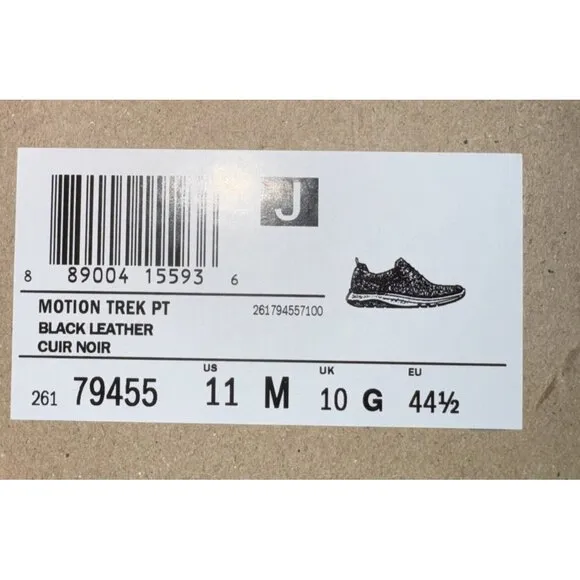 J
8 89004 15593 6
MOTION TREK PT 261794557100
BLACK LEATHER
CUIR NOIR
US UK EU
261 79455 11 M 10 G 44½